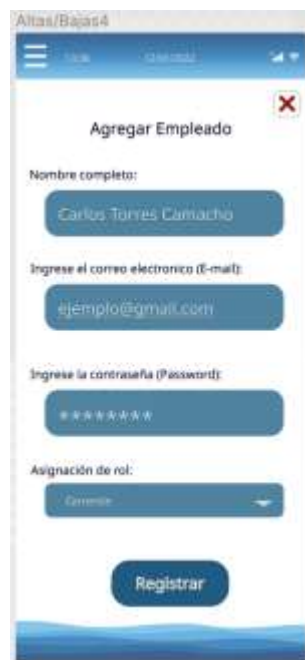 Altas/Bajas4
Agregar Empleado
Nombre completo:
Carlos Torres Camacho
Ingrese el correo electronico (E-mail):
ejemplo@gmail.com
Ingrese la contraseña (Password):
********
Asignación de rol:
Registrar